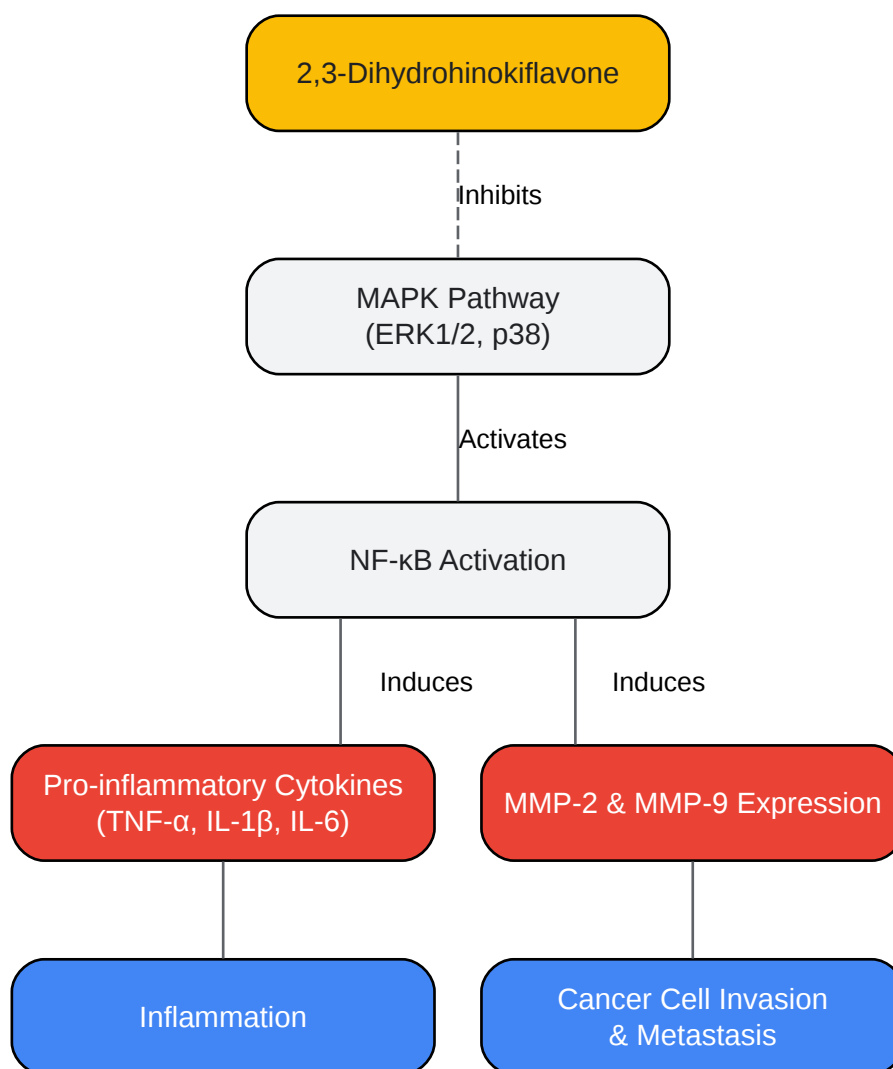 2,3-Dihydrohinokiflavone
Inhibits
MAPK Pathway
(ERK1/2, p38)
Activates
NF-κB Activation
Induces
Induces
Pro-inflammatory Cytokines
(TNF-α, IL-1β, IL-6)
MMP-2 & MMP-9 Expression
Inflammation
Cancer Cell Invasion
& Metastasis